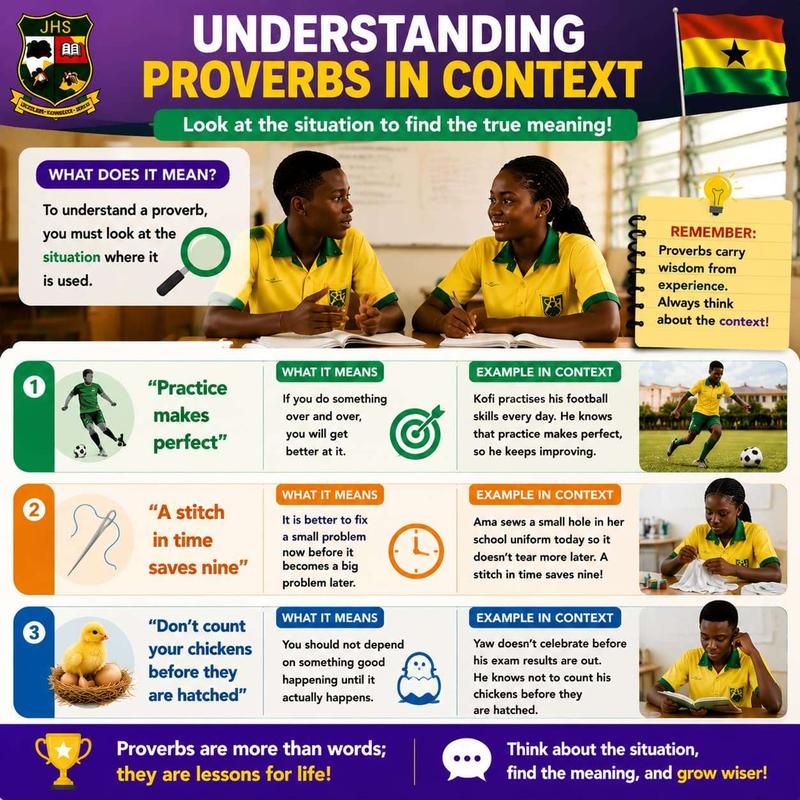 JHS
UNDERSTANDING
PROVERBS IN CONTEXT
Look at the situation to find the true meaning!
WHAT DOES IT MEAN?
To understand a proverb,
you must look at the
situation where it
is used.
REMEMBER:
Proverbs carry
wisdom from
experience.
Always think
about the context!
1
“Practice
makes
perfect”
WHAT IT MEANS
If you do something
over and over,
you will get
better at it.
EXAMPLE IN CONTEXT
Kofi practises his football
skills every day. He knows
that practice makes perfect,
so he keeps improving.
2
“A stitch
in time
saves nine”
WHAT IT MEANS
It is better to fix
a small problem
now before it
becomes a big
problem later.
EXAMPLE IN CONTEXT
Ama sews a small hole in her
school uniform today so it
doesn’t tear more later. A
stitch in time saves nine!
3
“Don’t count
your chickens
before they
are hatched”
WHAT IT MEANS
You should not depend
on something good
happening until it
actually happens.
EXAMPLE IN CONTEXT
Yaw doesn’t celebrate before
his exam results are out.
He knows not to count his
chickens before they
are hatched.
Proverbs are more than words;
they are lessons for life!
Think about the situation,
find the meaning, and grow wiser!